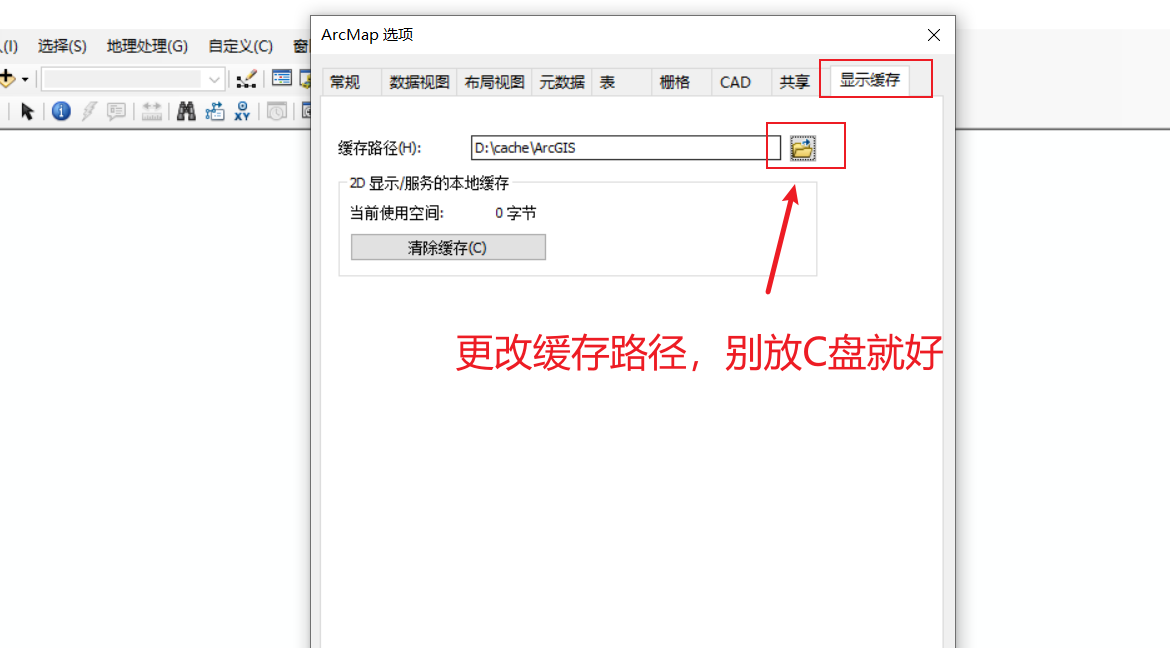 ArcMap 选项
(I) 选择(S) 地理处理(G) 自定义(C)
常规 数据视图 布局视图 元数据 表 栅格 CAD 共享 显示缓存
XY
缓存路径(H): D:\cache\ArcGIS
2D 显示/服务的本地缓存
当前使用空间: 0 字节
清除缓存(C)
更改缓存路径，别放C盘就好